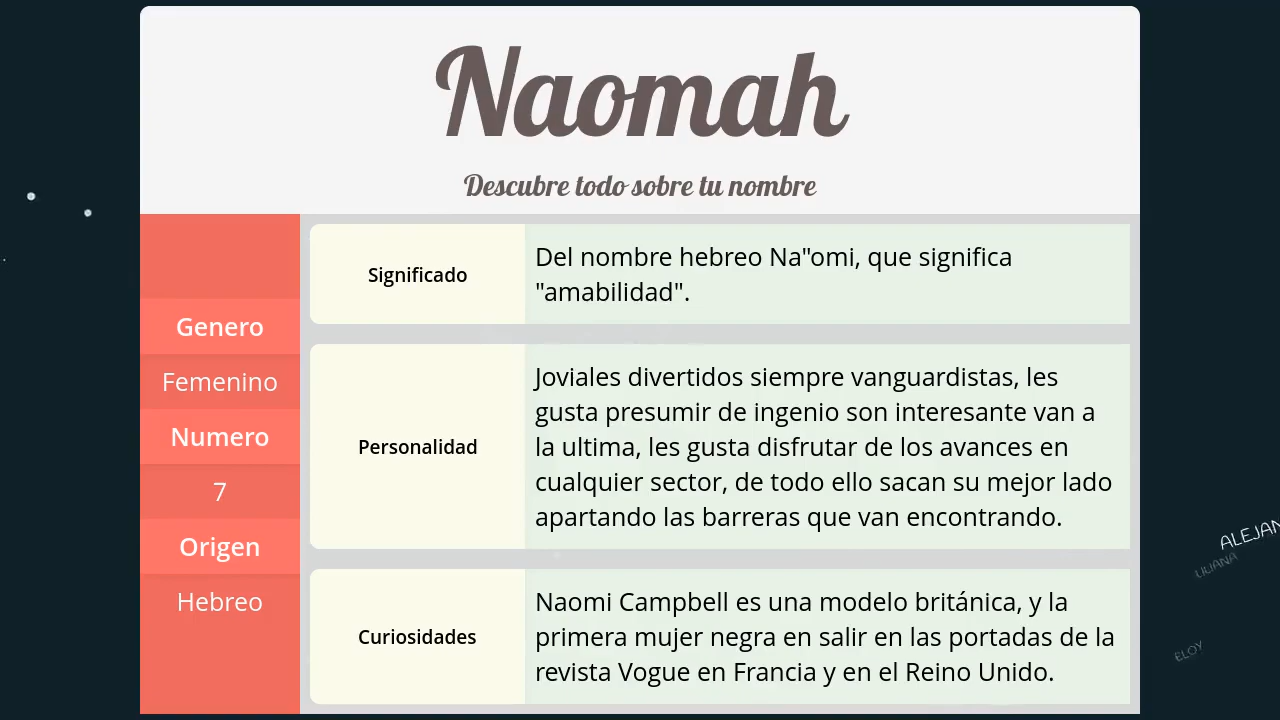 Naomah
Descubre todo sobre tu nombre
Genero
Femenino
Numero
7
Origen
Hebreo
Significado
Del nombre hebreo Na"omi, que significa
"amabilidad".
Personalidad
Joviales divertidos siempre vanguardistas, les
gusta presumir de ingenio son interesante van a
la ultima, les gusta disfrutar de los avances en
cualquier sector, de todo ello sacan su mejor lado
apartando las barreras que van encontrando.
Curiosidades
Naomi Campbell es una modelo británica, y la
primera mujer negra en salir en las portadas de la
revista Vogue en Francia y en el Reino Unido.
ALEJAN
LILIANA
ELOY